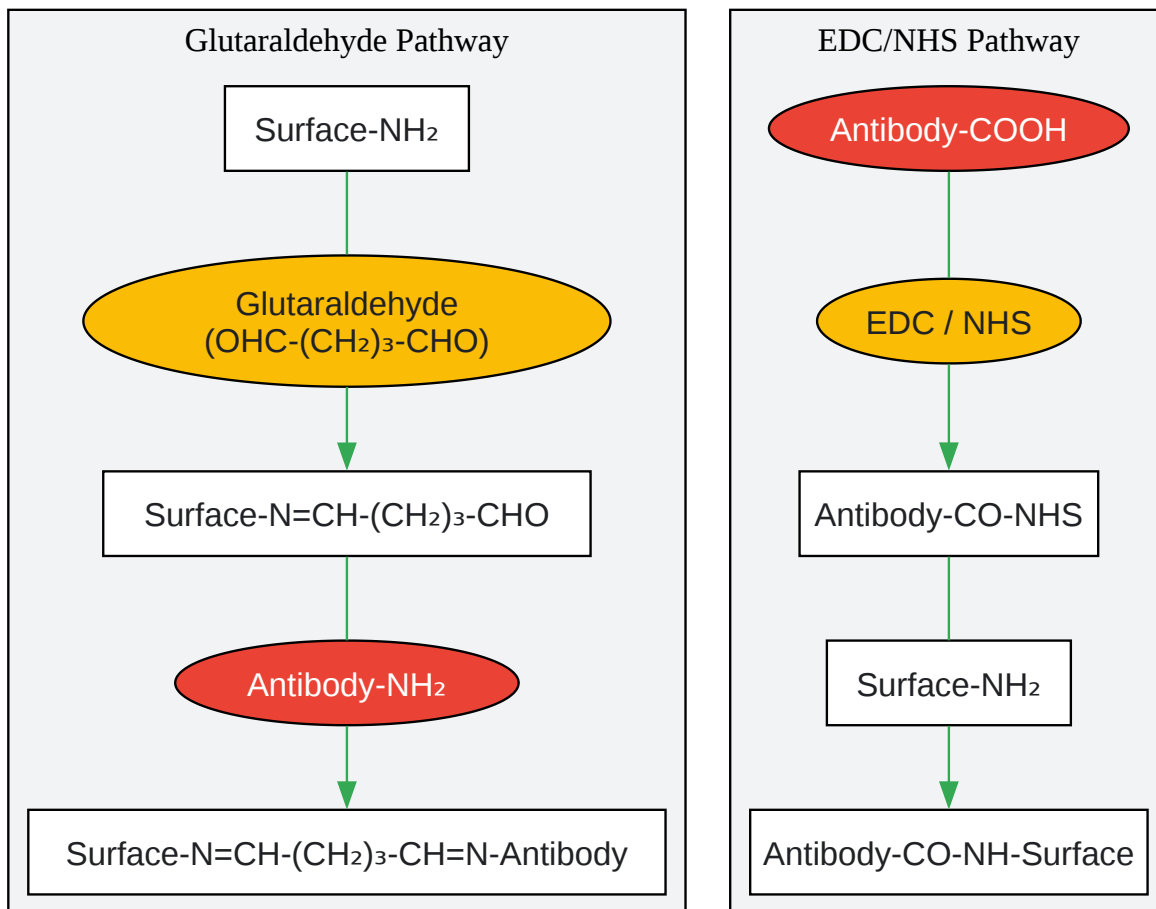 Glutaraldehyde Pathway
Surface-NH₂
Glutaraldehyde
(OHC-(CH₂)₃-CHO)
Surface-N=CH-(CH₂)₃-CHO
Antibody-NH₂
Surface-N=CH-(CH₂)₃-CH=N-Antibody
EDC/NHS Pathway
Antibody-COOH
EDC / NHS
Antibody-CO-NHS
Surface-NH₂
Antibody-CO-NH-Surface